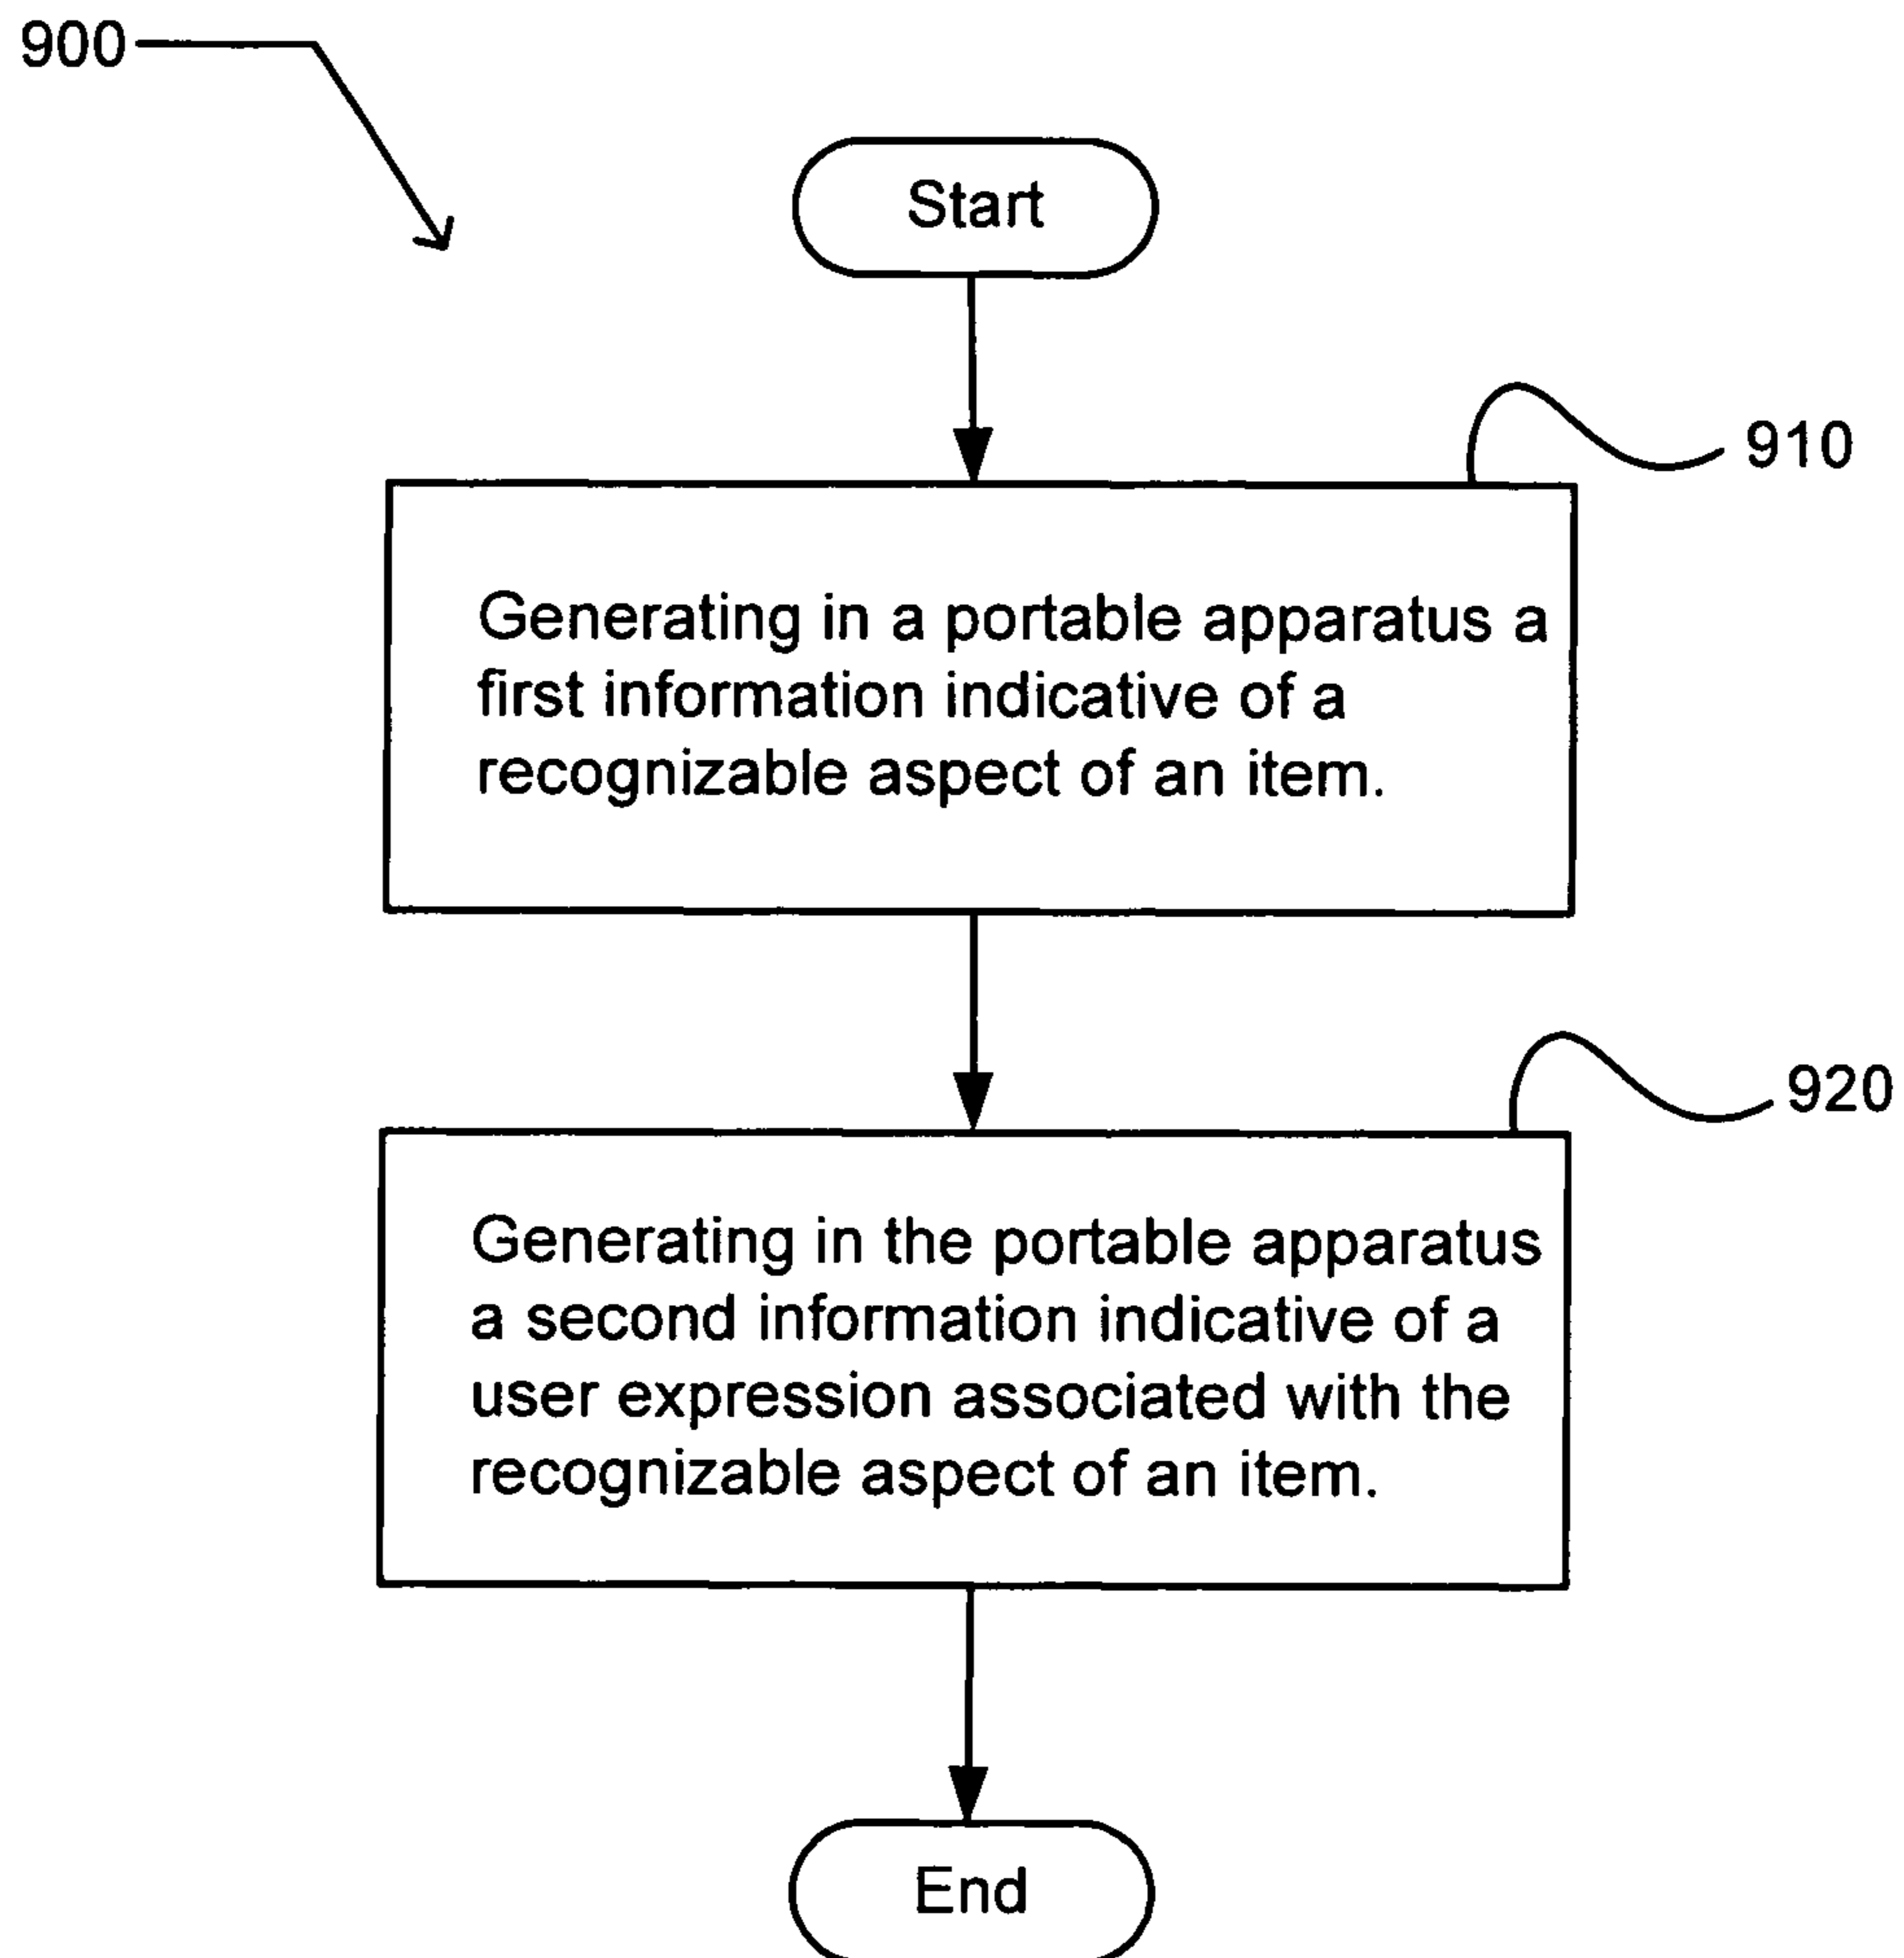 900
Start
910
Generating in a portable apparatus a
first information indicative of a
recognizable aspect of an item.
920
Generating in the portable apparatus
a second information indicative of a
user expression associated with the
recognizable aspect of an item.
End